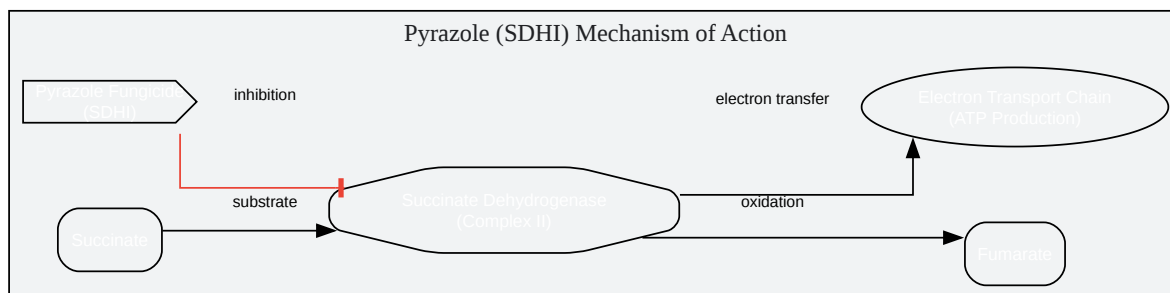 Pyrazole (SDHI) Mechanism of Action
Pyrazole Fungicide
(SDHI)
inhibition
electron transfer
Electron Transport Chain
(ATP Production)
substrate
Succinate Dehydrogenase
(Complex II)
oxidation
Succinate
Fumarate